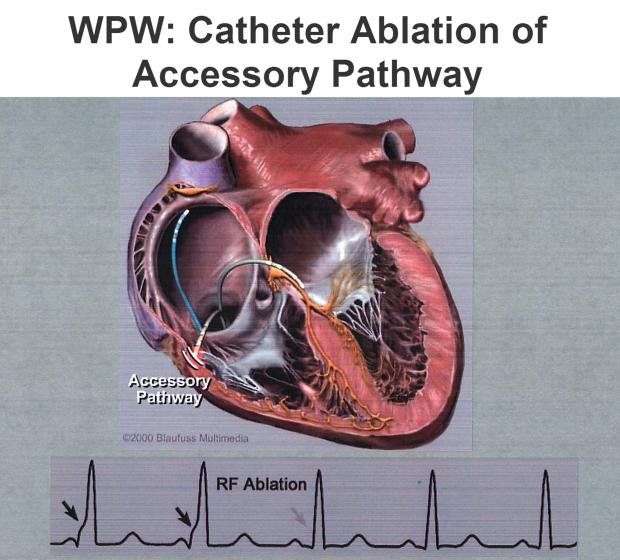 WPW: Catheter Ablation of
Accessory Pathway
Accessory
Pathway
©2000 Blaufuss Multimedia
RF Ablation